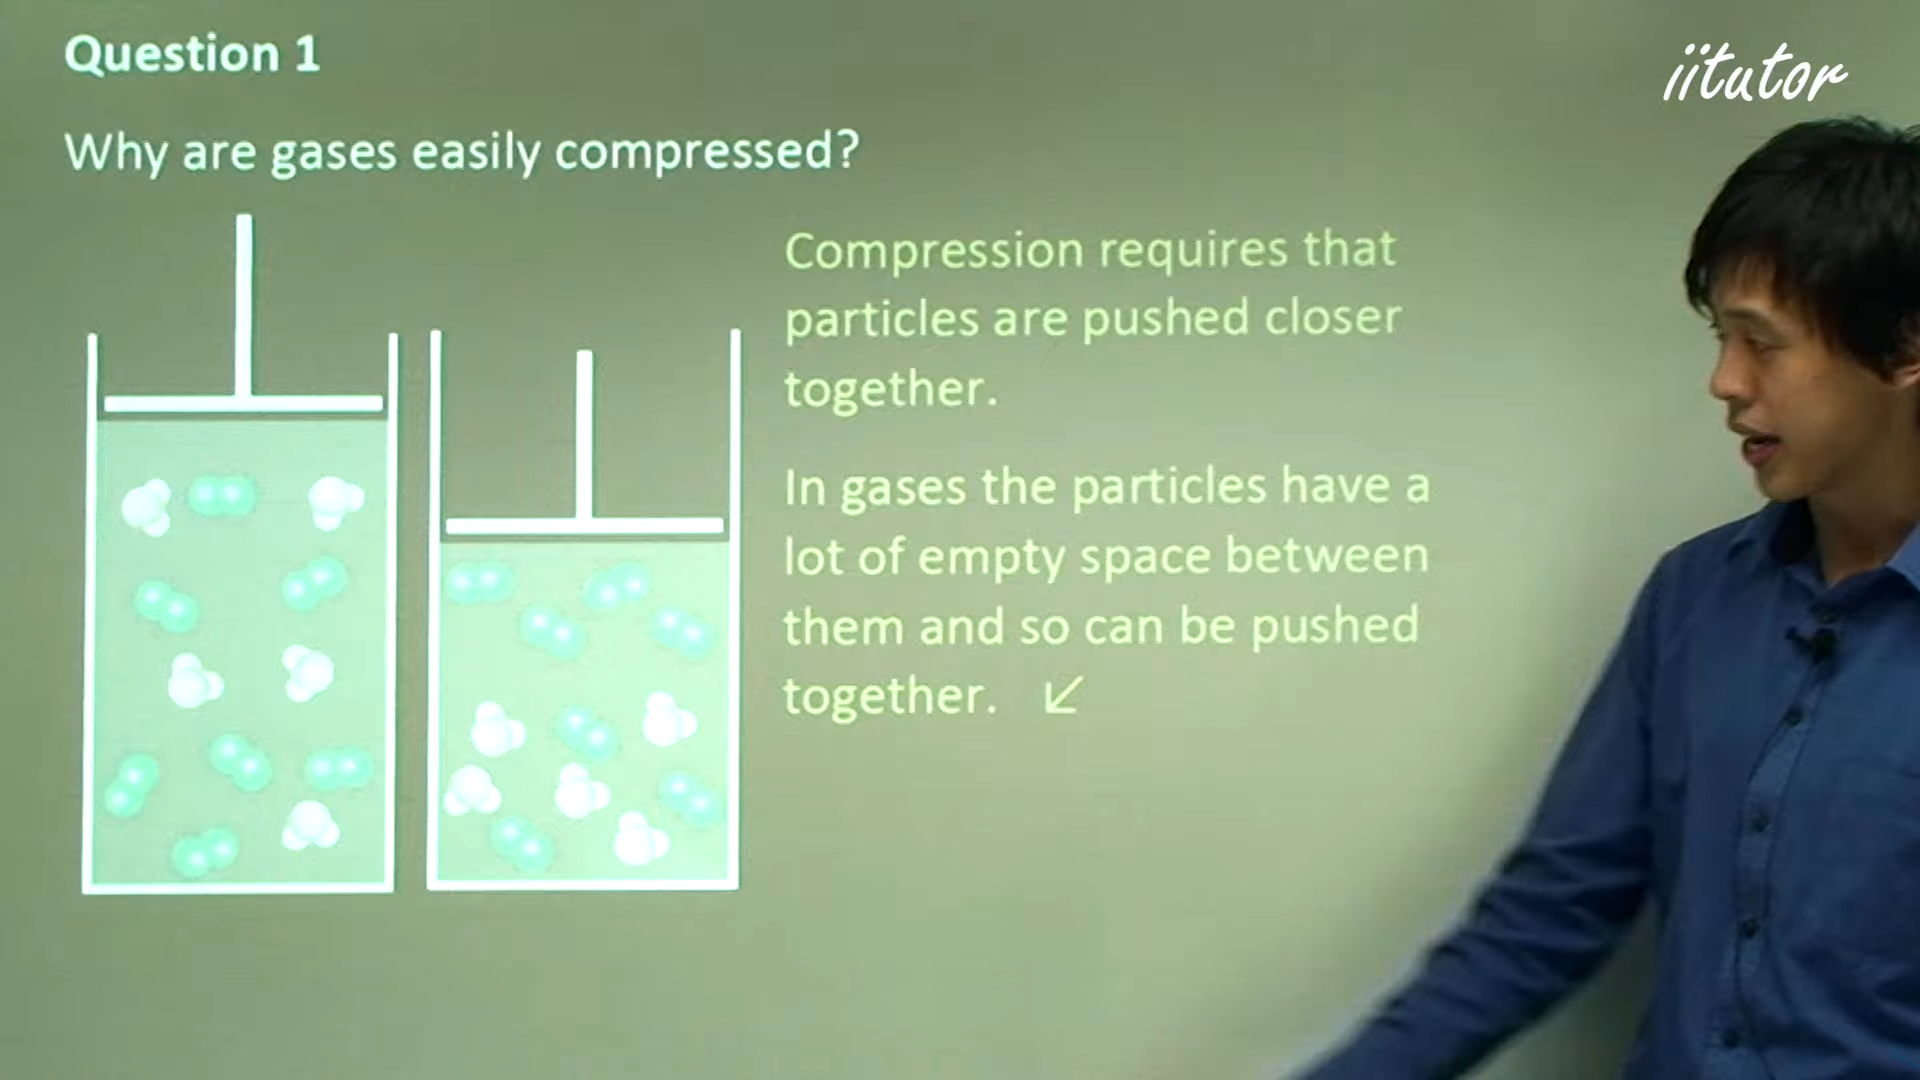 Question 1
iitutor
Why are gases easily compressed?
Compression requires that
particles are pushed closer
together.
In gases the particles have a
lot of empty space between
them and so can be pushed
together. ↙